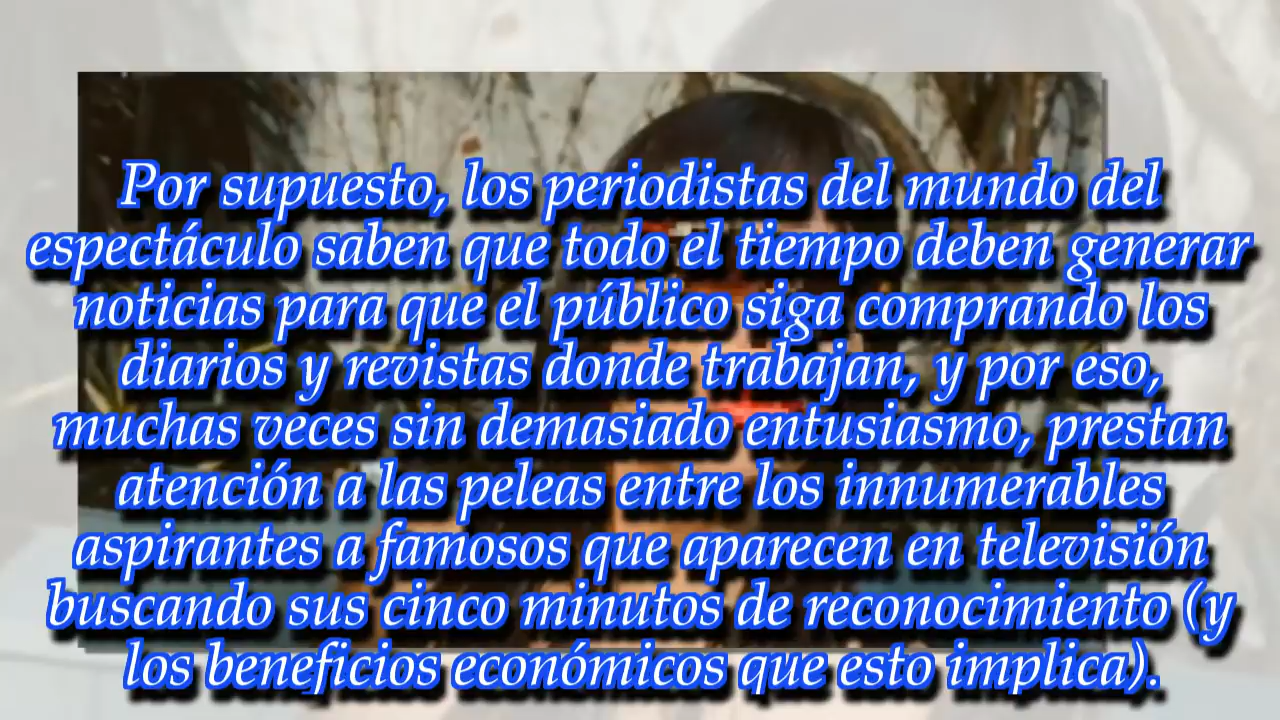 Por supuesto, los periodistas del mundo del
espectáculo saben que todo el tiempo deben generar
noticias para que el público siga comprando los
diarios y revistas donde trabajan, y por eso,
muchas veces sin demasiado entusiasmo, prestan
atención a las peleas entre los innumerables
aspirantes a famosos que aparecen en televisión
buscando sus cinco minutos de reconocimiento (y
los beneficios económicos que esto implica).